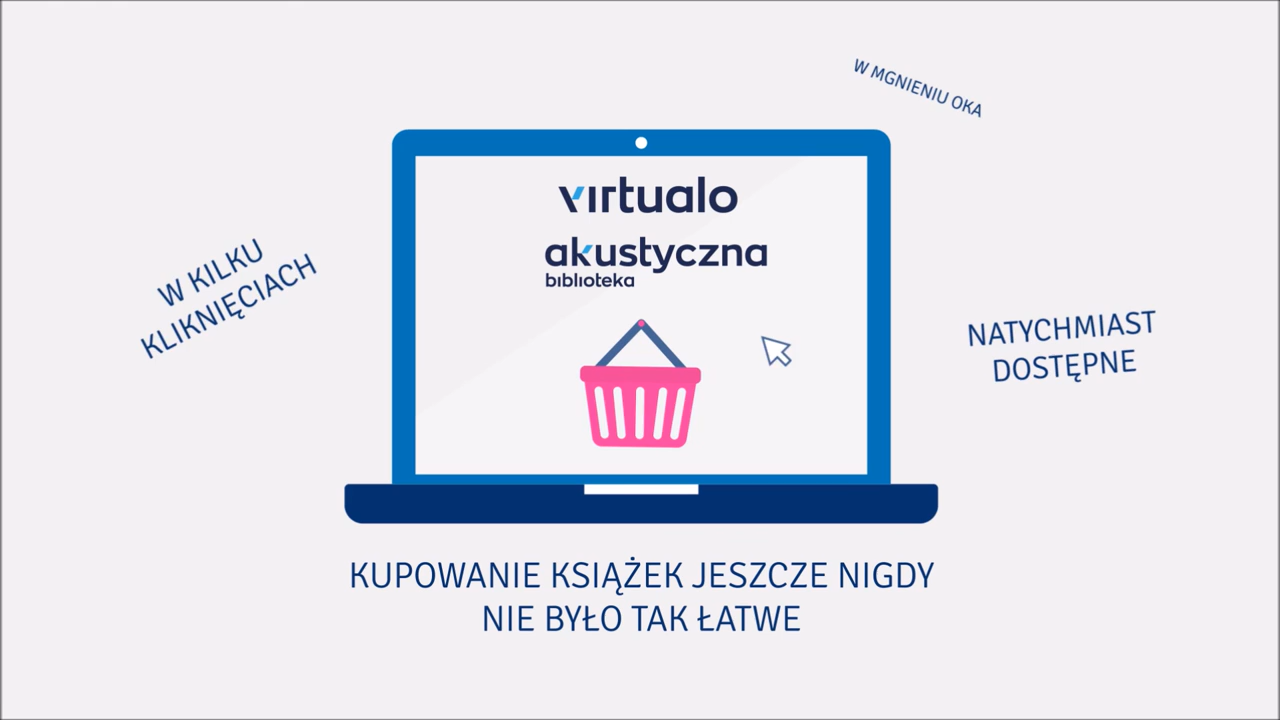 W MGNIENIU OKA
virtualo
akustyczna
biblioteka
W KILKU
KLIKNIĘCIACH
NATYCHMIAST
DOSTĘPNE
KUPOWANIE KSIĄŻEK JESZCZE NIGDY
NIE BYŁO TAK ŁATWE